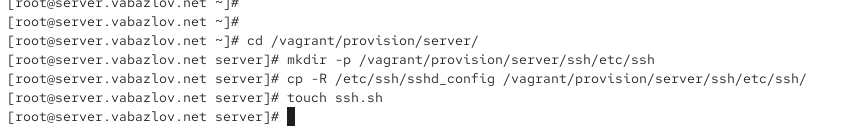 [root@server.vabazlov.net ~]#
[root@server.vabazlov.net ~]#
[root@server.vabazlov.net ~]# cd /vagrant/provision/server/
[root@server.vabazlov.net server]# mkdir -p /vagrant/provision/server/ssh/etc/ssh
[root@server.vabazlov.net server]# cp -R /etc/ssh/sshd_config /vagrant/provision/server/ssh/etc/ssh/
[root@server.vabazlov.net server]# touch ssh.sh
[root@server.vabazlov.net server]#